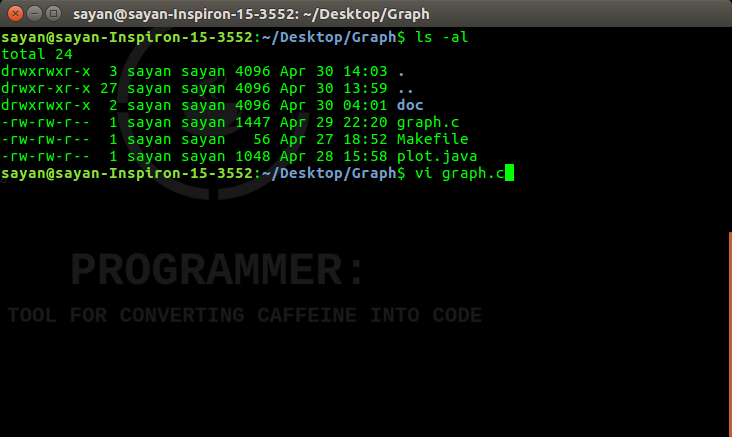 sayan@sayan-Inspiron-15-3552: ~/Desktop/Graph
sayan@sayan-Inspiron-15-3552:~/Desktop/Graph$ ls -al
total 24
drwxrwxr-x  3 sayan sayan 4096 Apr 30 14:03 .
drwxr-xr-x 27 sayan sayan 4096 Apr 30 13:59 ..
drwxrwxr-x  2 sayan sayan 4096 Apr 30 04:01 doc
-rw-rw-r--  1 sayan sayan 1447 Apr 29 22:20 graph.c
-rw-rw-r--  1 sayan sayan   56 Apr 27 18:52 Makefile
-rw-rw-r--  1 sayan sayan 1048 Apr 28 15:58 plot.java
sayan@sayan-Inspiron-15-3552:~/Desktop/Graph$ vi graph.c
PROGRAMMER:
TOOL FOR CONVERTING CAFFEINE INTO CODE